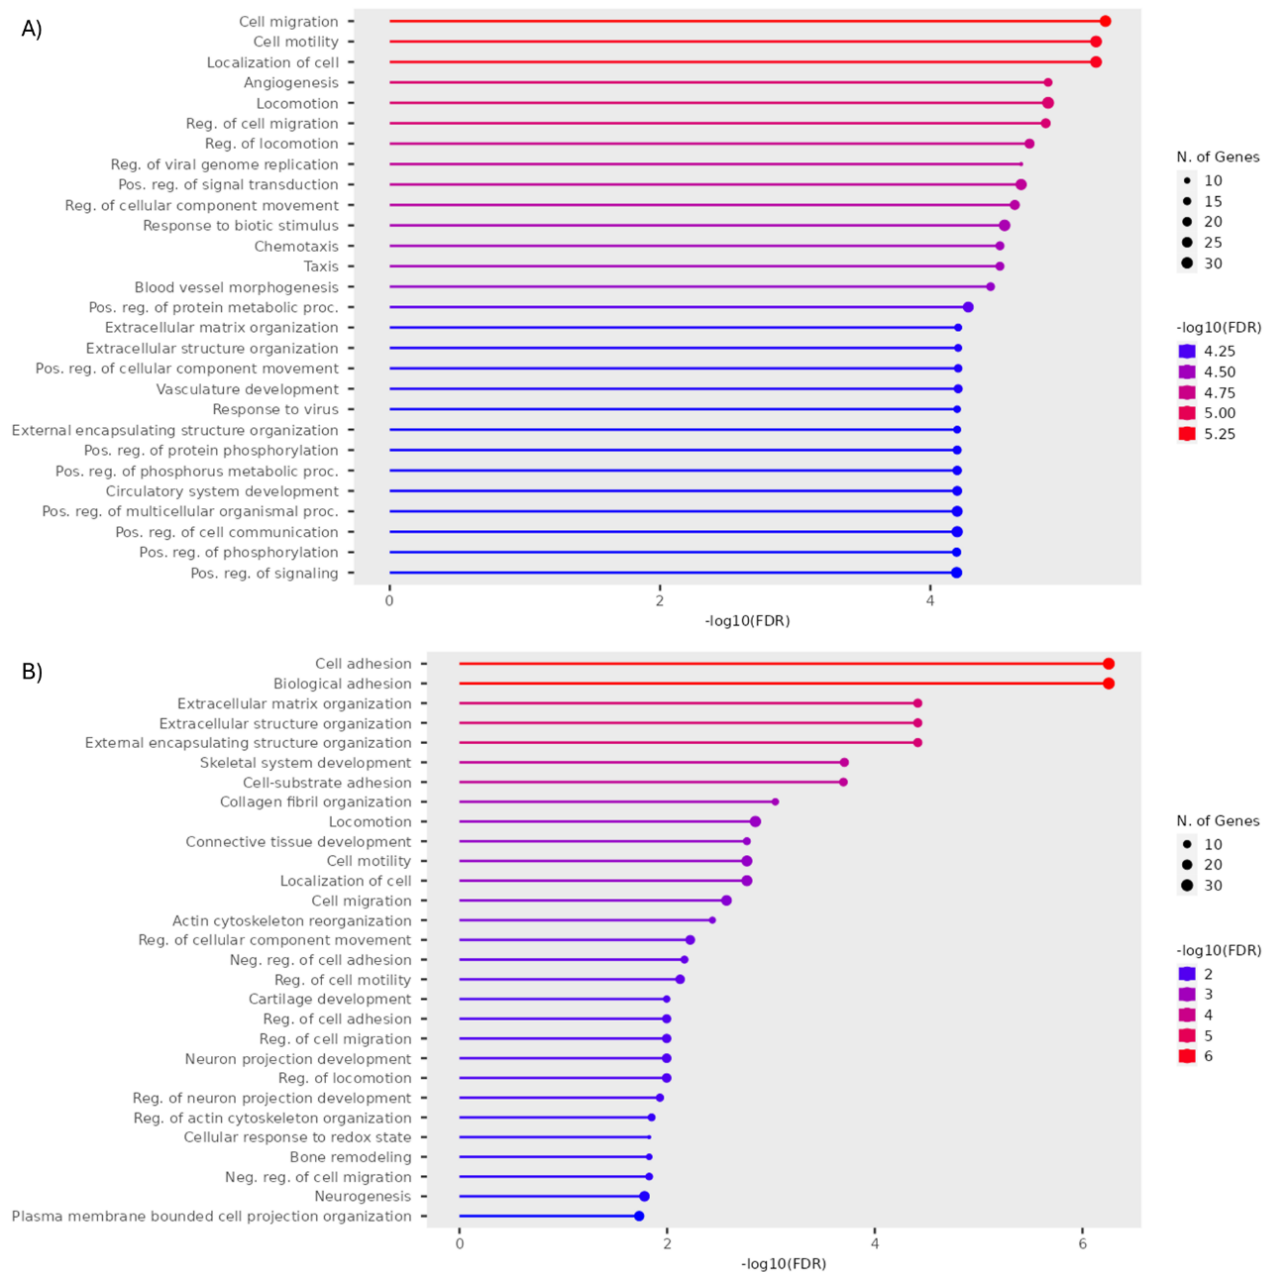 A)
Cell migration
Cell motility
Localization of cell
Angiogenesis
Locomotion
Reg. of cell migration
Reg. of locomotion
Reg. of viral genome replication
Pos. reg. of signal transduction
Reg. of cellular component movement
Response to biotic stimulus
Chemotaxis
Taxis
Blood vessel morphogenesis
Pos. reg. of protein metabolic proc.
Extracellular matrix organization
Extracellular structure organization
Pos. reg. of cellular component movement
Vasculature development
Response to virus
External encapsulating structure organization
Pos. reg. of protein phosphorylation
Pos. reg. of phosphorus metabolic proc.
Circulatory system development
Pos. reg. of multicellular organismal proc.
Pos. reg. of cell communication
Pos. reg. of phosphorylation
Pos. reg. of signaling
0 2 4
-log10(FDR)
N. of Genes
10
15
20
25
30
-log10(FDR)
4.25
4.50
4.75
5.00
5.25
B)
Cell adhesion
Biological adhesion
Extracellular matrix organization
Extracellular structure organization
External encapsulating structure organization
Skeletal system development
Cell-substrate adhesion
Collagen fibril organization
Locomotion
Connective tissue development
Cell motility
Localization of cell
Cell migration
Actin cytoskeleton reorganization
Reg. of cellular component movement
Neg. reg. of cell adhesion
Reg. of cell motility
Cartilage development
Reg. of cell adhesion
Reg. of cell migration
Neuron projection development
Reg. of locomotion
Reg. of neuron projection development
Reg. of actin cytoskeleton organization
Cellular response to redox state
Bone remodeling
Neg. reg. of cell migration
Neurogenesis
Plasma membrane bounded cell projection organization
0 2 4 6
-log10(FDR)
N. of Genes
10
20
30
-log10(FDR)
2
3
4
5
6